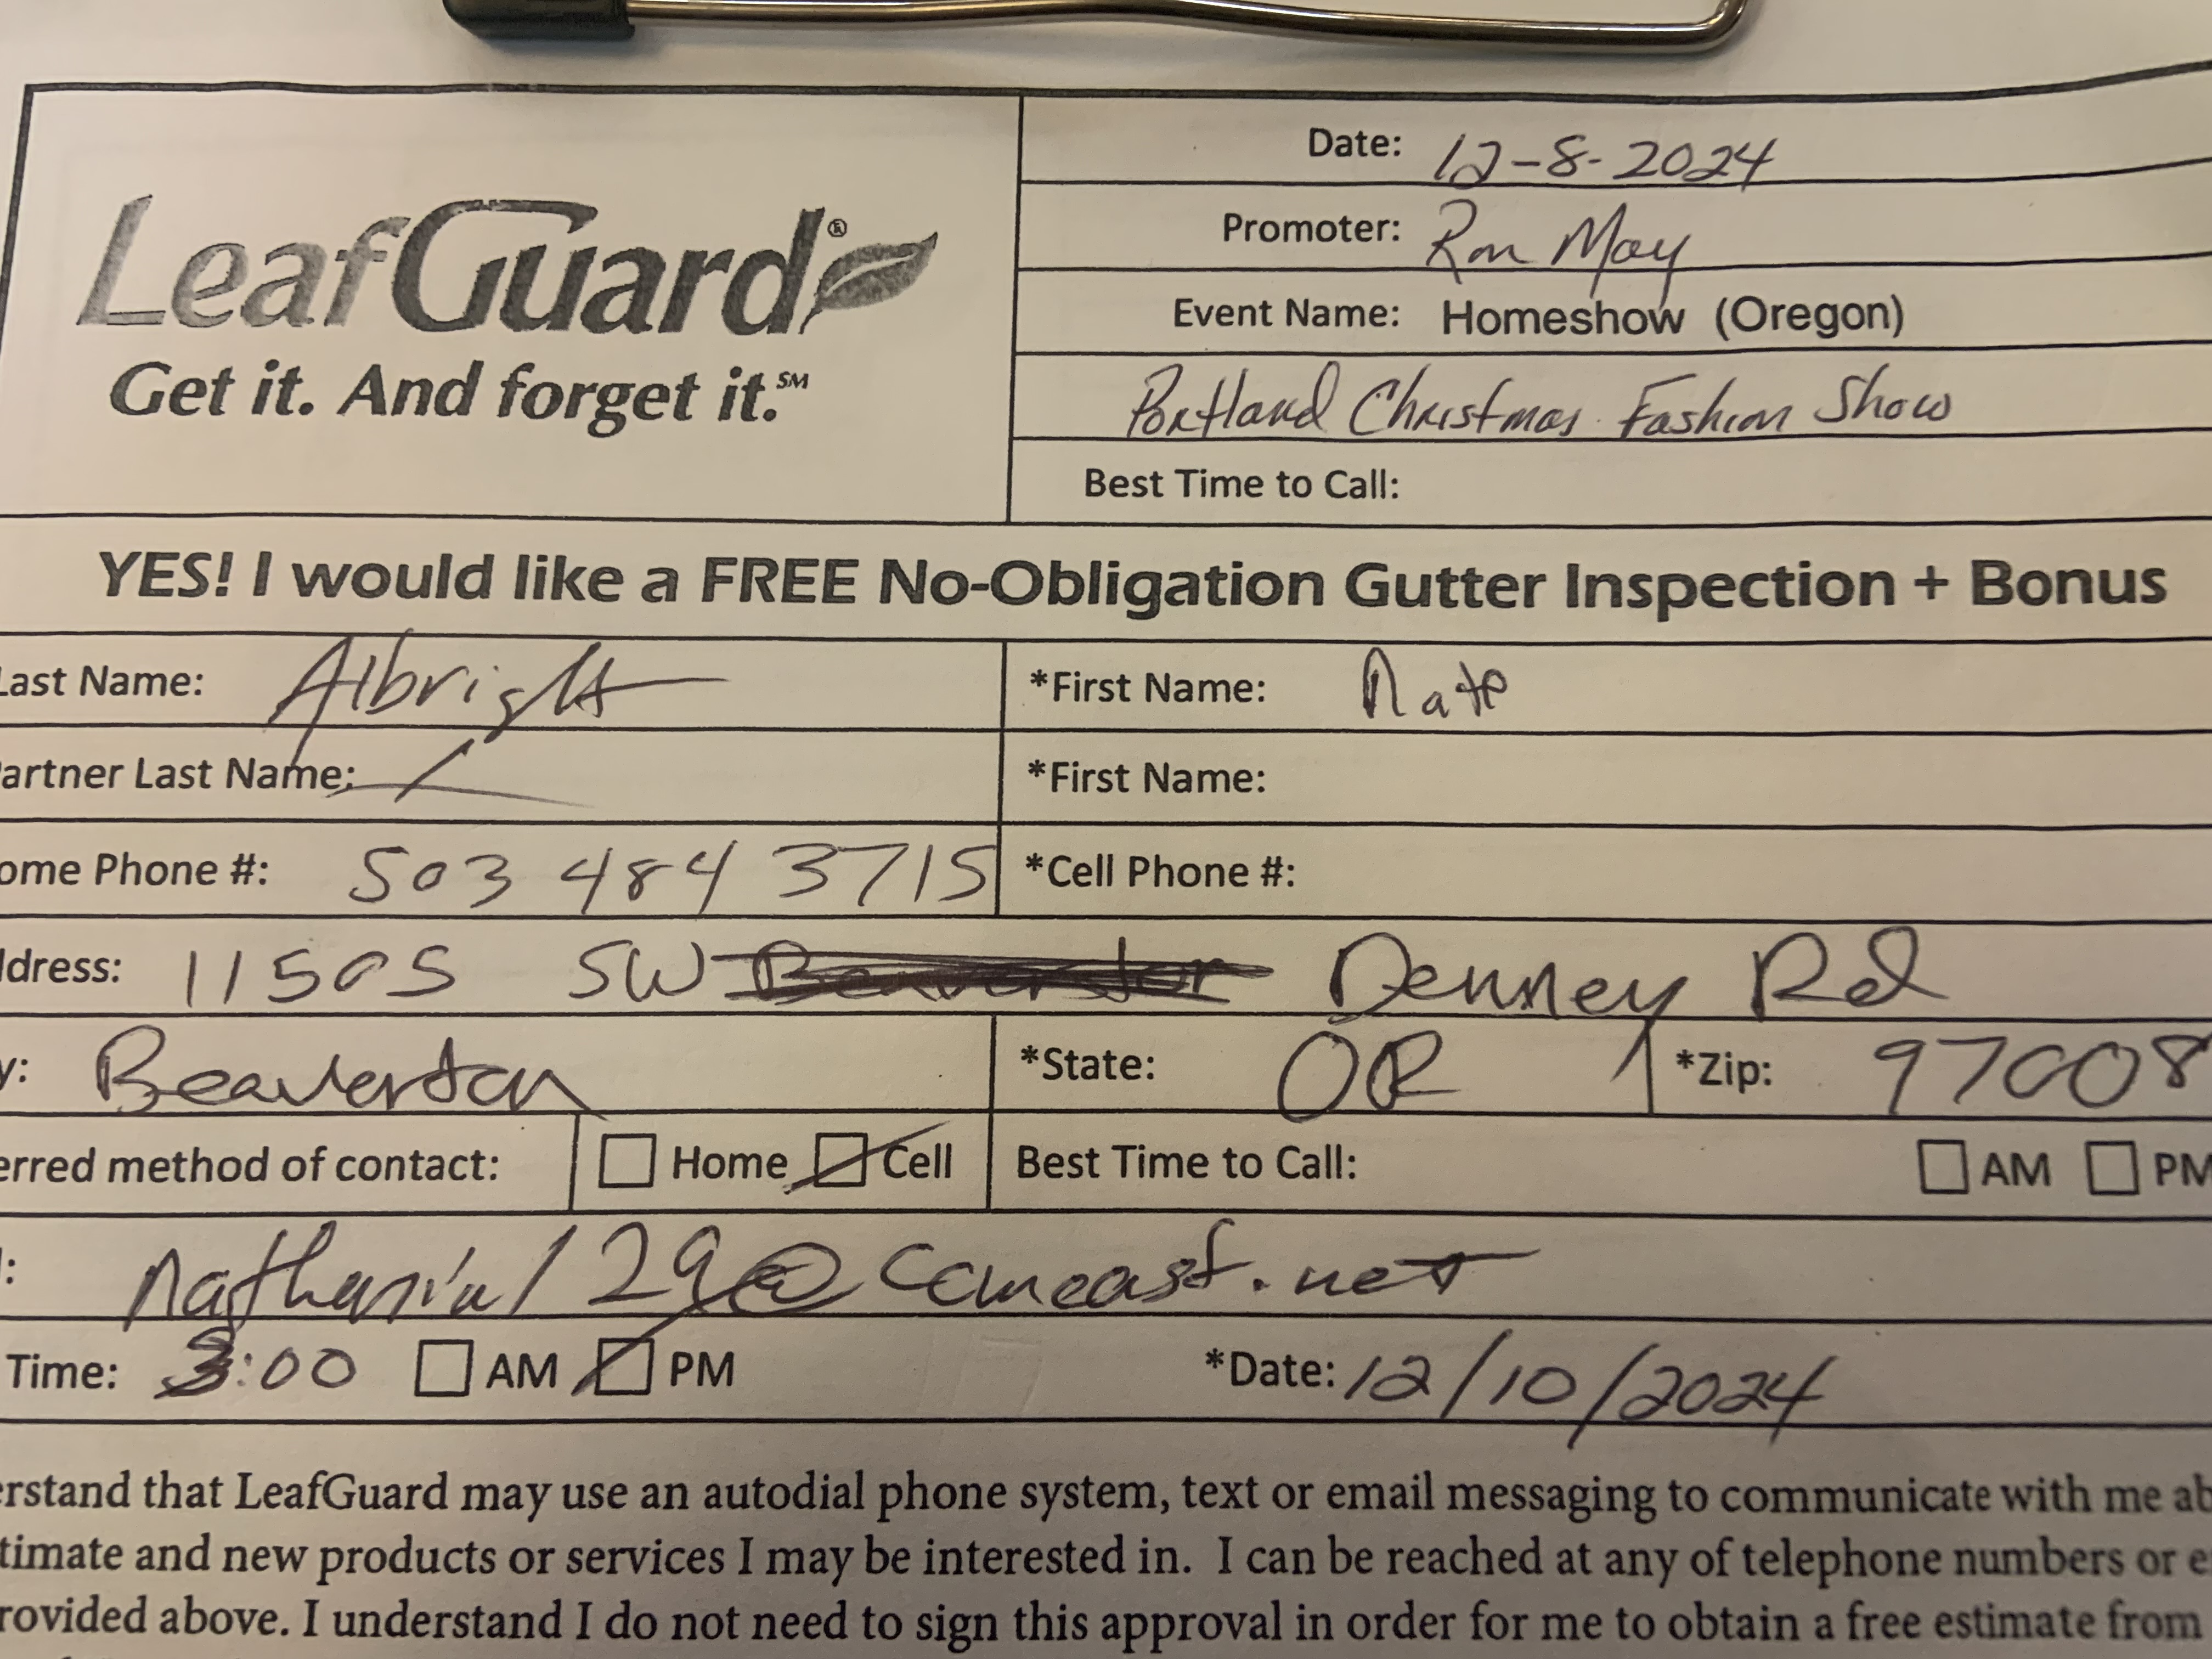 LeafGuard®
Get it. And forget it.℠
Date: 12-8-2024
Promoter: Ron May
Event Name: Homeshow (Oregon)
Portland Christmas Fashion Show
Best Time to Call:
YES! I would like a FREE No-Obligation Gutter Inspection + Bonus
Last Name: Albright *First Name: Nate
artner Last Name: *First Name:
ome Phone #: 503 484 3715 *Cell Phone #:
ddress: 11505 SW Denney Rd
y: Beaverton *State: OR *Zip: 97008
erred method of contact: Home Cell Best Time to Call: AM PM
l: Nathanial29@comcast.net
Time: 3:00 AM PM *Date: 12/10/2024
erstand that LeafGuard may use an autodial phone system, text or email messaging to communicate with me ab
timate and new products or services I may be interested in. I can be reached at any of telephone numbers or e
rovided above. I understand I do not need to sign this approval in order for me to obtain a free estimate from